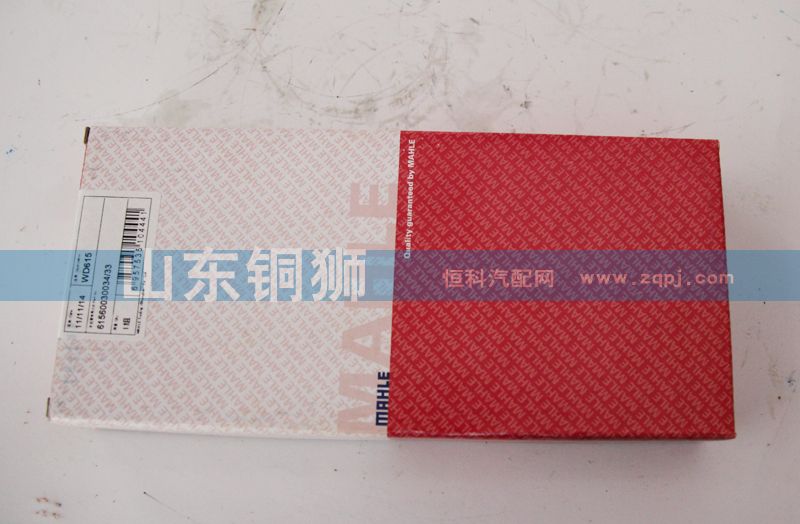 Quality guaranteed by MAHLE
MAHLE
MAHLE
WD615
11/11/14
61560030034/33
1组
山东铜狮
恒科汽配网 www.zqpj.com